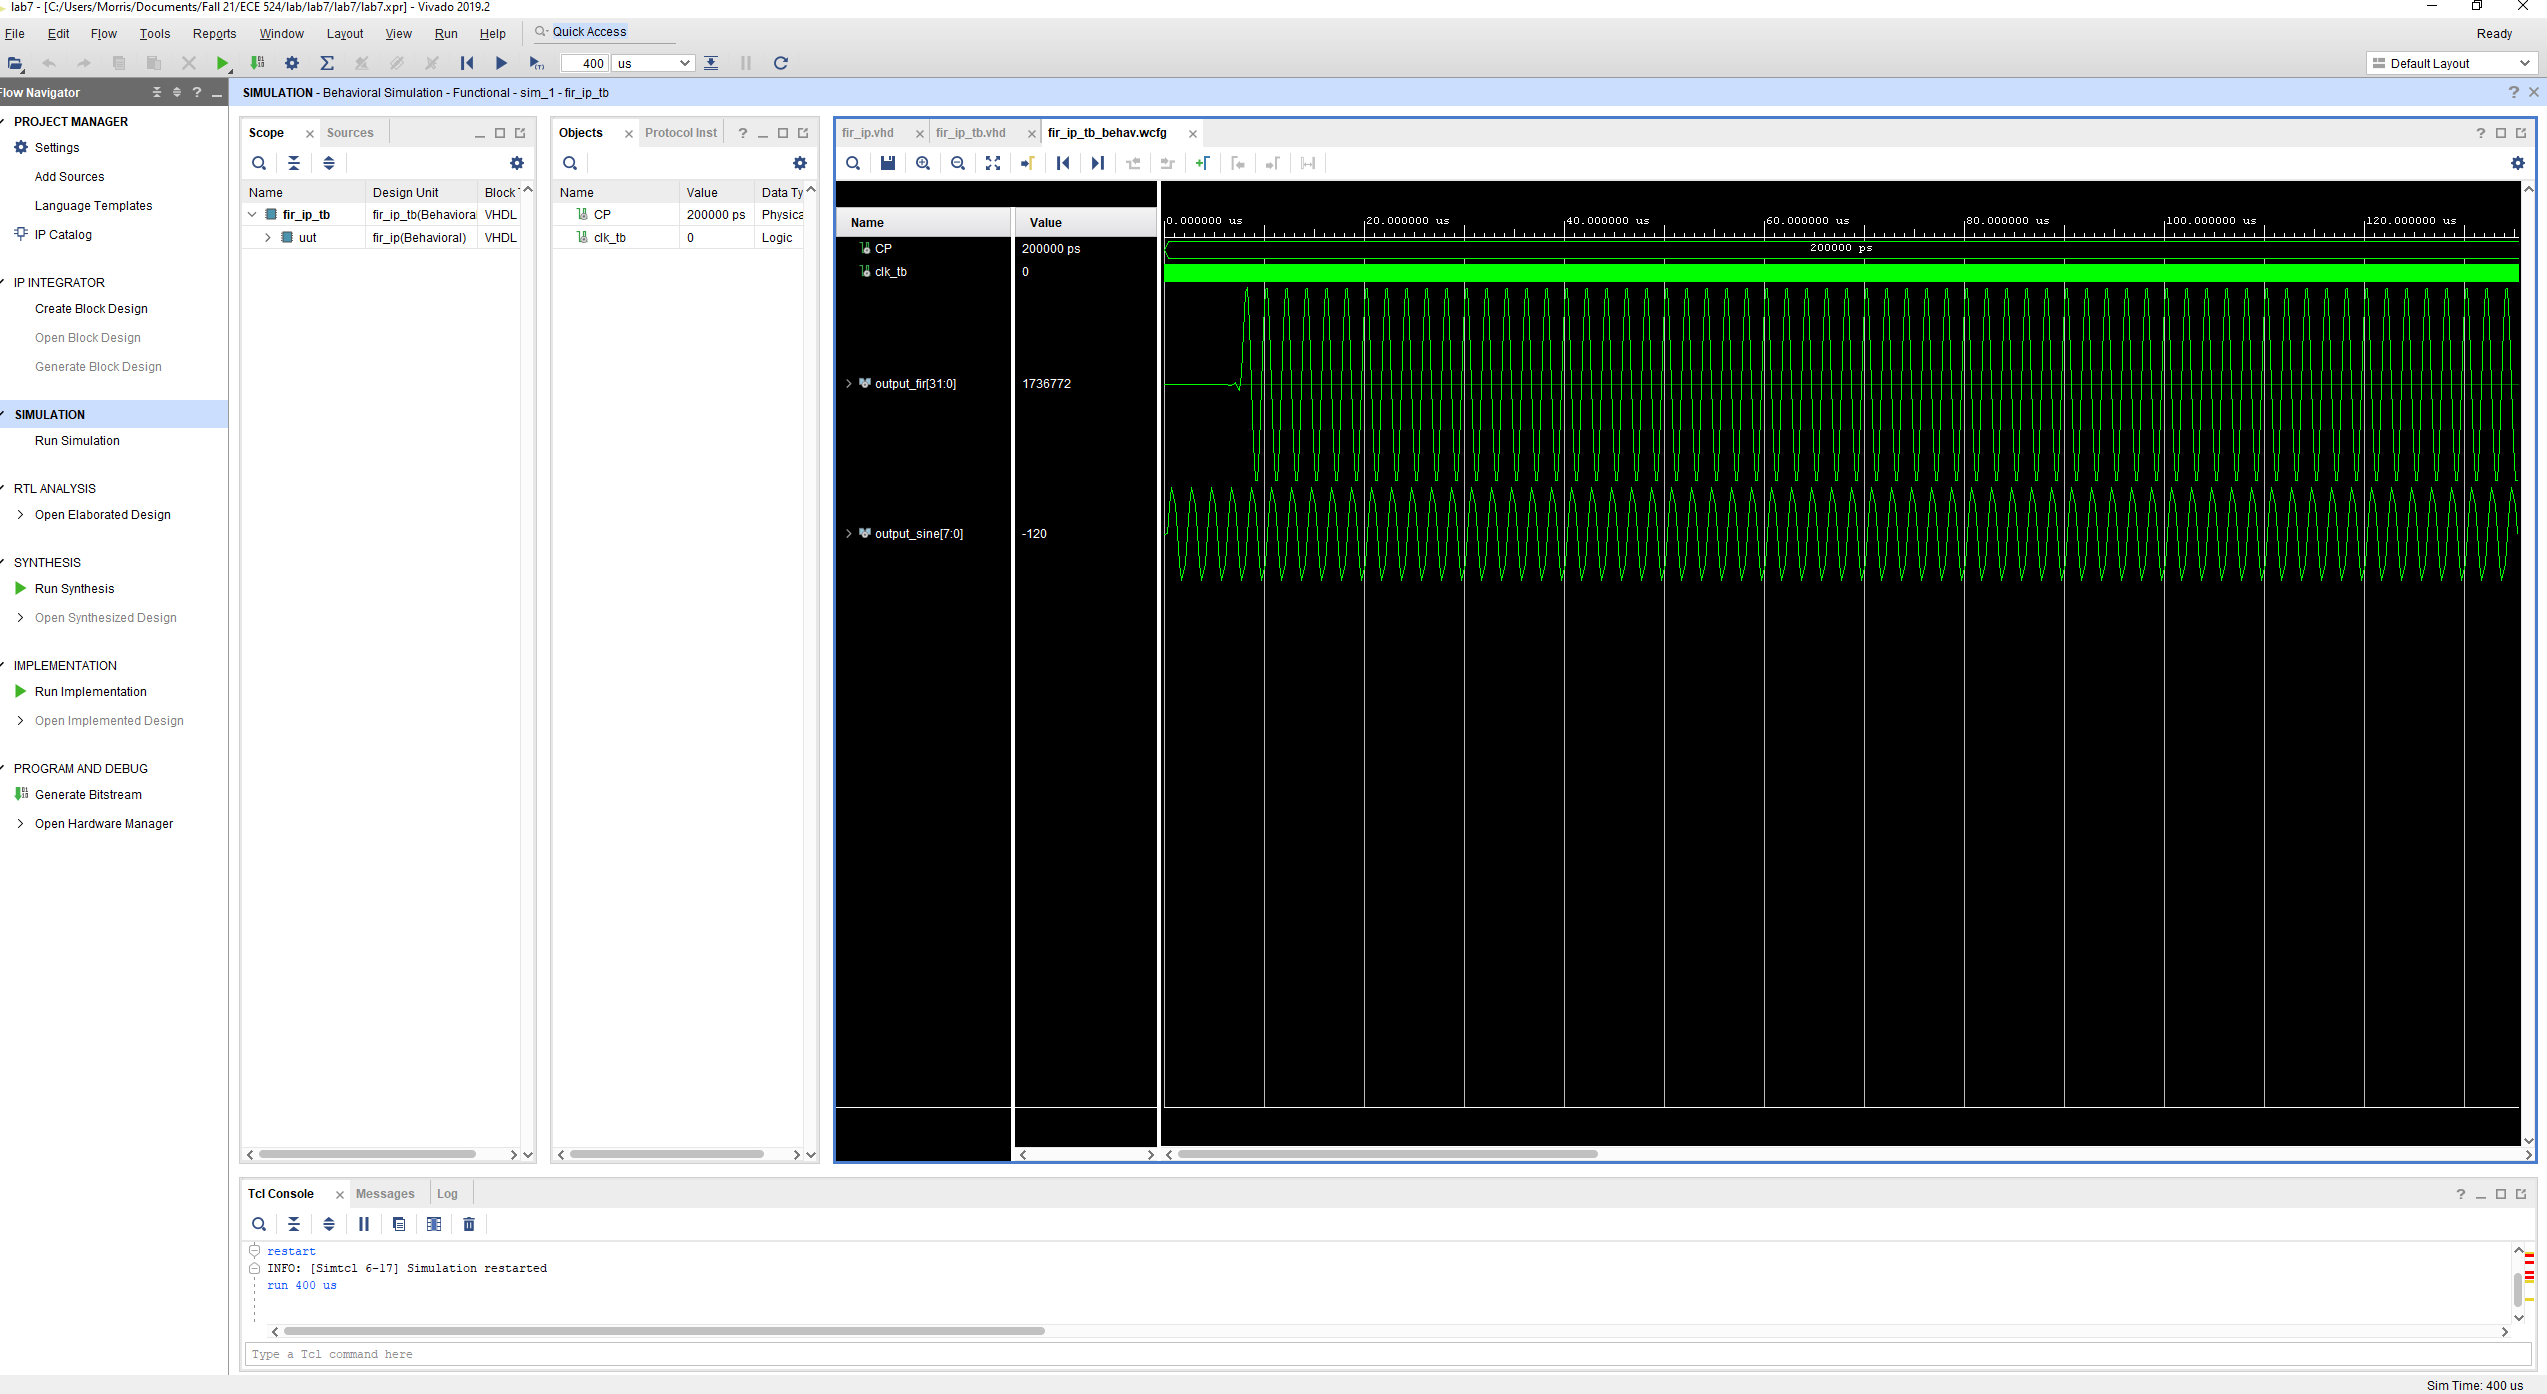 lab7 - [C:/Users/Morris/Documents/Fall 21/ECE 524/lab/lab7/lab7/lab7.xpr] - Vivado 2019.2
File Edit Flow Tools Reports Window Layout View Run Help Quick Access Ready
400 us Default Layout
Flow Navigator ? SIMULATION - Behavioral Simulation - Functional - sim_1 - fir_ip_tb ?
PROJECT MANAGER
Settings
Add Sources
Language Templates
IP Catalog
IP INTEGRATOR
Create Block Design
Open Block Design
Generate Block Design
SIMULATION
Run Simulation
RTL ANALYSIS
Open Elaborated Design
SYNTHESIS
Run Synthesis
Open Synthesized Design
IMPLEMENTATION
Run Implementation
Open Implemented Design
PROGRAM AND DEBUG
Generate Bitstream
Open Hardware Manager
Scope Sources
Name Design Unit Block T
fir_ip_tb fir_ip_tb(Behavioral VHDL
uut fir_ip(Behavioral) VHDL
Objects Protocol Inst ?
Name Value Data Ty
CP 200000 ps Physica
clk_tb 0 Logic
fir_ip.vhd fir_ip_tb.vhd fir_ip_tb_behav.wcfg ?
Name Value
0.000000 us 20.000000 us 40.000000 us 60.000000 us 80.000000 us 100.000000 us 120.000000 us
CP 200000 ps 200000 ps
clk_tb 0
output_fir[31:0] 1736772
output_sine[7:0] -120
Tcl Console Messages Log ?
restart
INFO: [Simtcl 6-17] Simulation restarted
run 400 us
Type a Tcl command here
Sim Time: 400 us